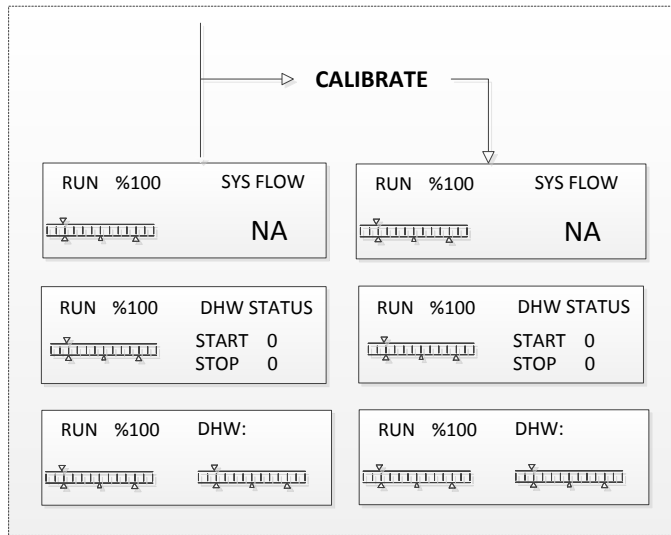 CALIBRATE
RUN %100 SYS FLOW
NA
RUN %100 SYS FLOW
NA
RUN %100 DHW STATUS
START 0
STOP 0
RUN %100 DHW STATUS
START 0
STOP 0
RUN %100 DHW:
RUN %100 DHW: